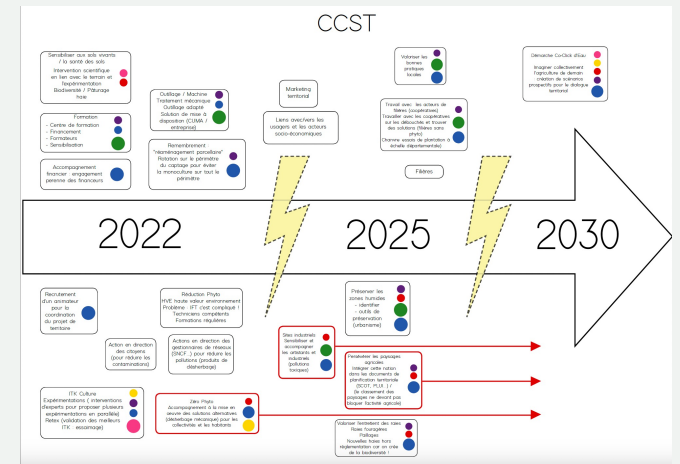 CCST
Sensibiliser aux sols vivants
/ la santé des sols
Intervention scientifique
en lien avec le terrain et
l'expérimentation
Biodiversité / Pâturage
haie
Formation
- Centre de formation
- Financement
- Formateurs
- Sensibilisation
Accompagnement
financier : engagement
perenne des financeurs
Outillage / Machine
Traitement mécanique
Outillage adapté
Solution de mise à
disposition (CUMA /
entreprise)
Remembrement :
"réaménagement parcellaire"
Rotation sur le périmètre
du captage pour éviter
la monoculture sur tout le
périmètre
Marketing
territorial
Liens avec/vers les
usagers et les acteurs
socio-économiques
Valoriser les
bonnes
pratiques
locales
Travail avec les acteurs de
filières (coopératives)
Travailler avec les coopératives
sur les débouchés et trouver
des solutions (filières sans
phyto)
Chanvre essais de plantation à
échelle départementale)
Filières
Démarche Co-Click d'Eau
Imaginer collectivement
l'agriculture de demain
création de scénarios
prospectifs pour le dialogue
territorial
2022
2025
2030
Recrutement
d'un animateur
pour la
coordination
du projet de
territoire
Réduction Phyto
HVE haute valeur environnement
Problème : IFT c'est compliqué !
Techniciens compétents
Formations régulières
Action en direction
des citoyens
(pour réduire les
contaminations)
Actions en direction des
gestionnaires de réseaux
(SNCF...) pour réduire les
pollutions (produits de
désherbage)
ITK Culture
Expérimentations ( interventions
d'experts pour proposer plusieurs
expérimentations en parallèle)
Retex (validation des meilleurs
ITK : essaimage)
Zéro Phyto
Accompagnement à la mise en
oeuvre des solutions alternatives
(désherbage mécanique) pour les
collectivités et les habitants
Sites industriels
Sensibiliser et
accompagner
les artisitants et
industriels
(pollutions
toxiques)
Préserver les
zones humides
- identifier
- outils de
préservation
(urbanisme)
agricoles
Intégrer cette notion
dans les documents de
planification territoriale
(SCOT, PLUI...) /
(le classement des
paysages ne devant pas
bloquer l'activité agricole)
Valoriser l'entretien des haies
Haies fourragères
Paillages
Nouvelles haies hors
réglementation car on crée
de la biodiversité !